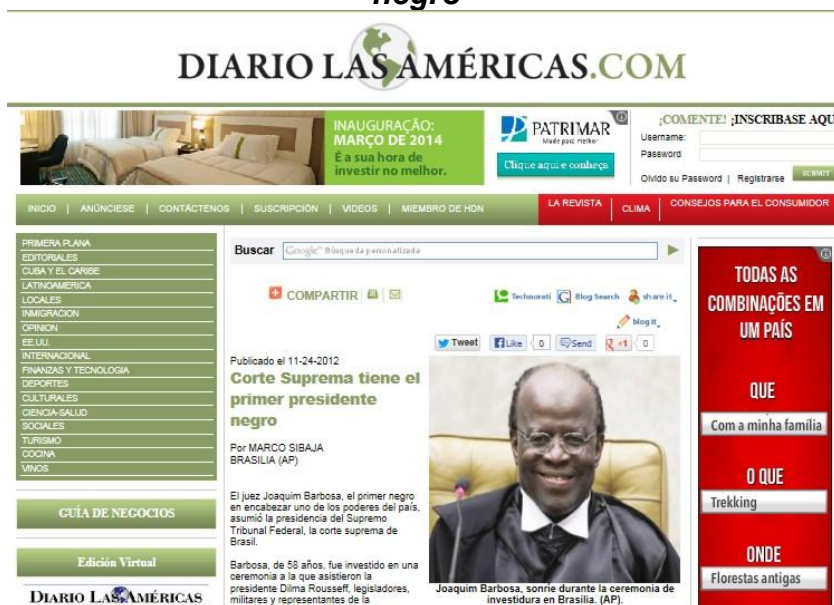 negro
DIARIO LAS AMÉRICAS.COM
INAUGURAÇÃO:
MARÇO DE 2014
É a sua hora de
investir no melhor.
PATRIMAR
Made para melhor
Clique aqui e conheça
¡COMENTE! ¡INSCRIBASE AQU
Username:
Password
Olvido su Password | Registrarse
SUBMIT
INICIO | ANÚNCIESE | CONTÁCTENOS | SUSCRIPCIÓN | VIDEOS | MIEMBRO DE HDN
LA REVISTA
CLIMA
CONSEJOS PARA EL CONSUMIDOR
PRIMERA PLANA
EDITORIALES
CUBA Y EL CARIBE
LATINOAMERICA
LOCALES
INMIGRACION
OPINION
EE.UU.
INTERNACIONAL
FINANZAS Y TECNOLOGIA
DEPORTES
CULTURALES
CIENCIA-SALUD
SOCIALES
TURISMO
COCINA
VINOS
GUÍA DE NEGOCIOS
Edición Virtual
DIARIO LAS AMÉRICAS
Buscar
Google™ Búsqueda personalizada
COMPARTIR
Technorati
Blog Search
share it
blog it
Tweet
Like
0
Send
+1
0
Publicado el 11-24-2012
Corte Suprema tiene el
primer presidente
negro
Por MARCO SIBAJA
BRASILIA (AP)
El juez Joaquim Barbosa, el primer negro
en encabezar uno de los poderes del país,
asumió la presidencia del Supremo
Tribunal Federal, la corte suprema de
Brasil.
Barbosa, de 58 años, fue investido en una
ceremonia a la que asistieron la
presidente Dilma Rousseff, legisladores,
militares y representantes de la
Joaquim Barbosa, sonríe durante la ceremonia de
investidura en Brasilia. (AP).
TODAS AS
COMBINAÇÕES EM
UM PAÍS
QUE
Com a minha família
O QUE
Trekking
ONDE
Florestas antigas